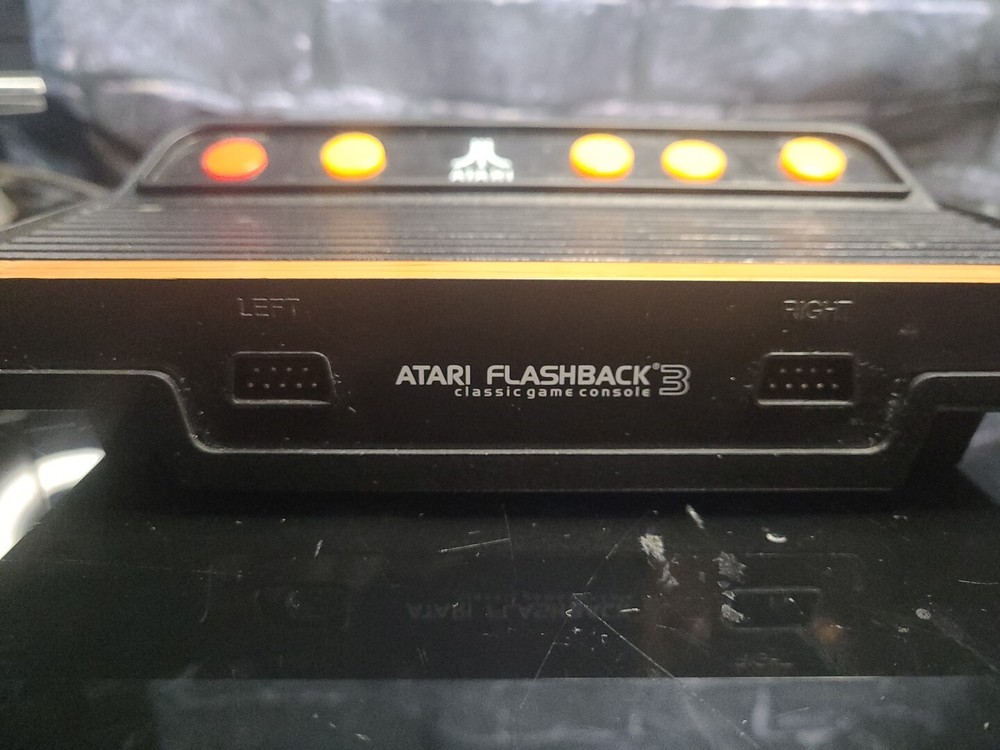 ATARI
LEFT
RIGHT
ATARI FLASHBACK® 3
classic game console